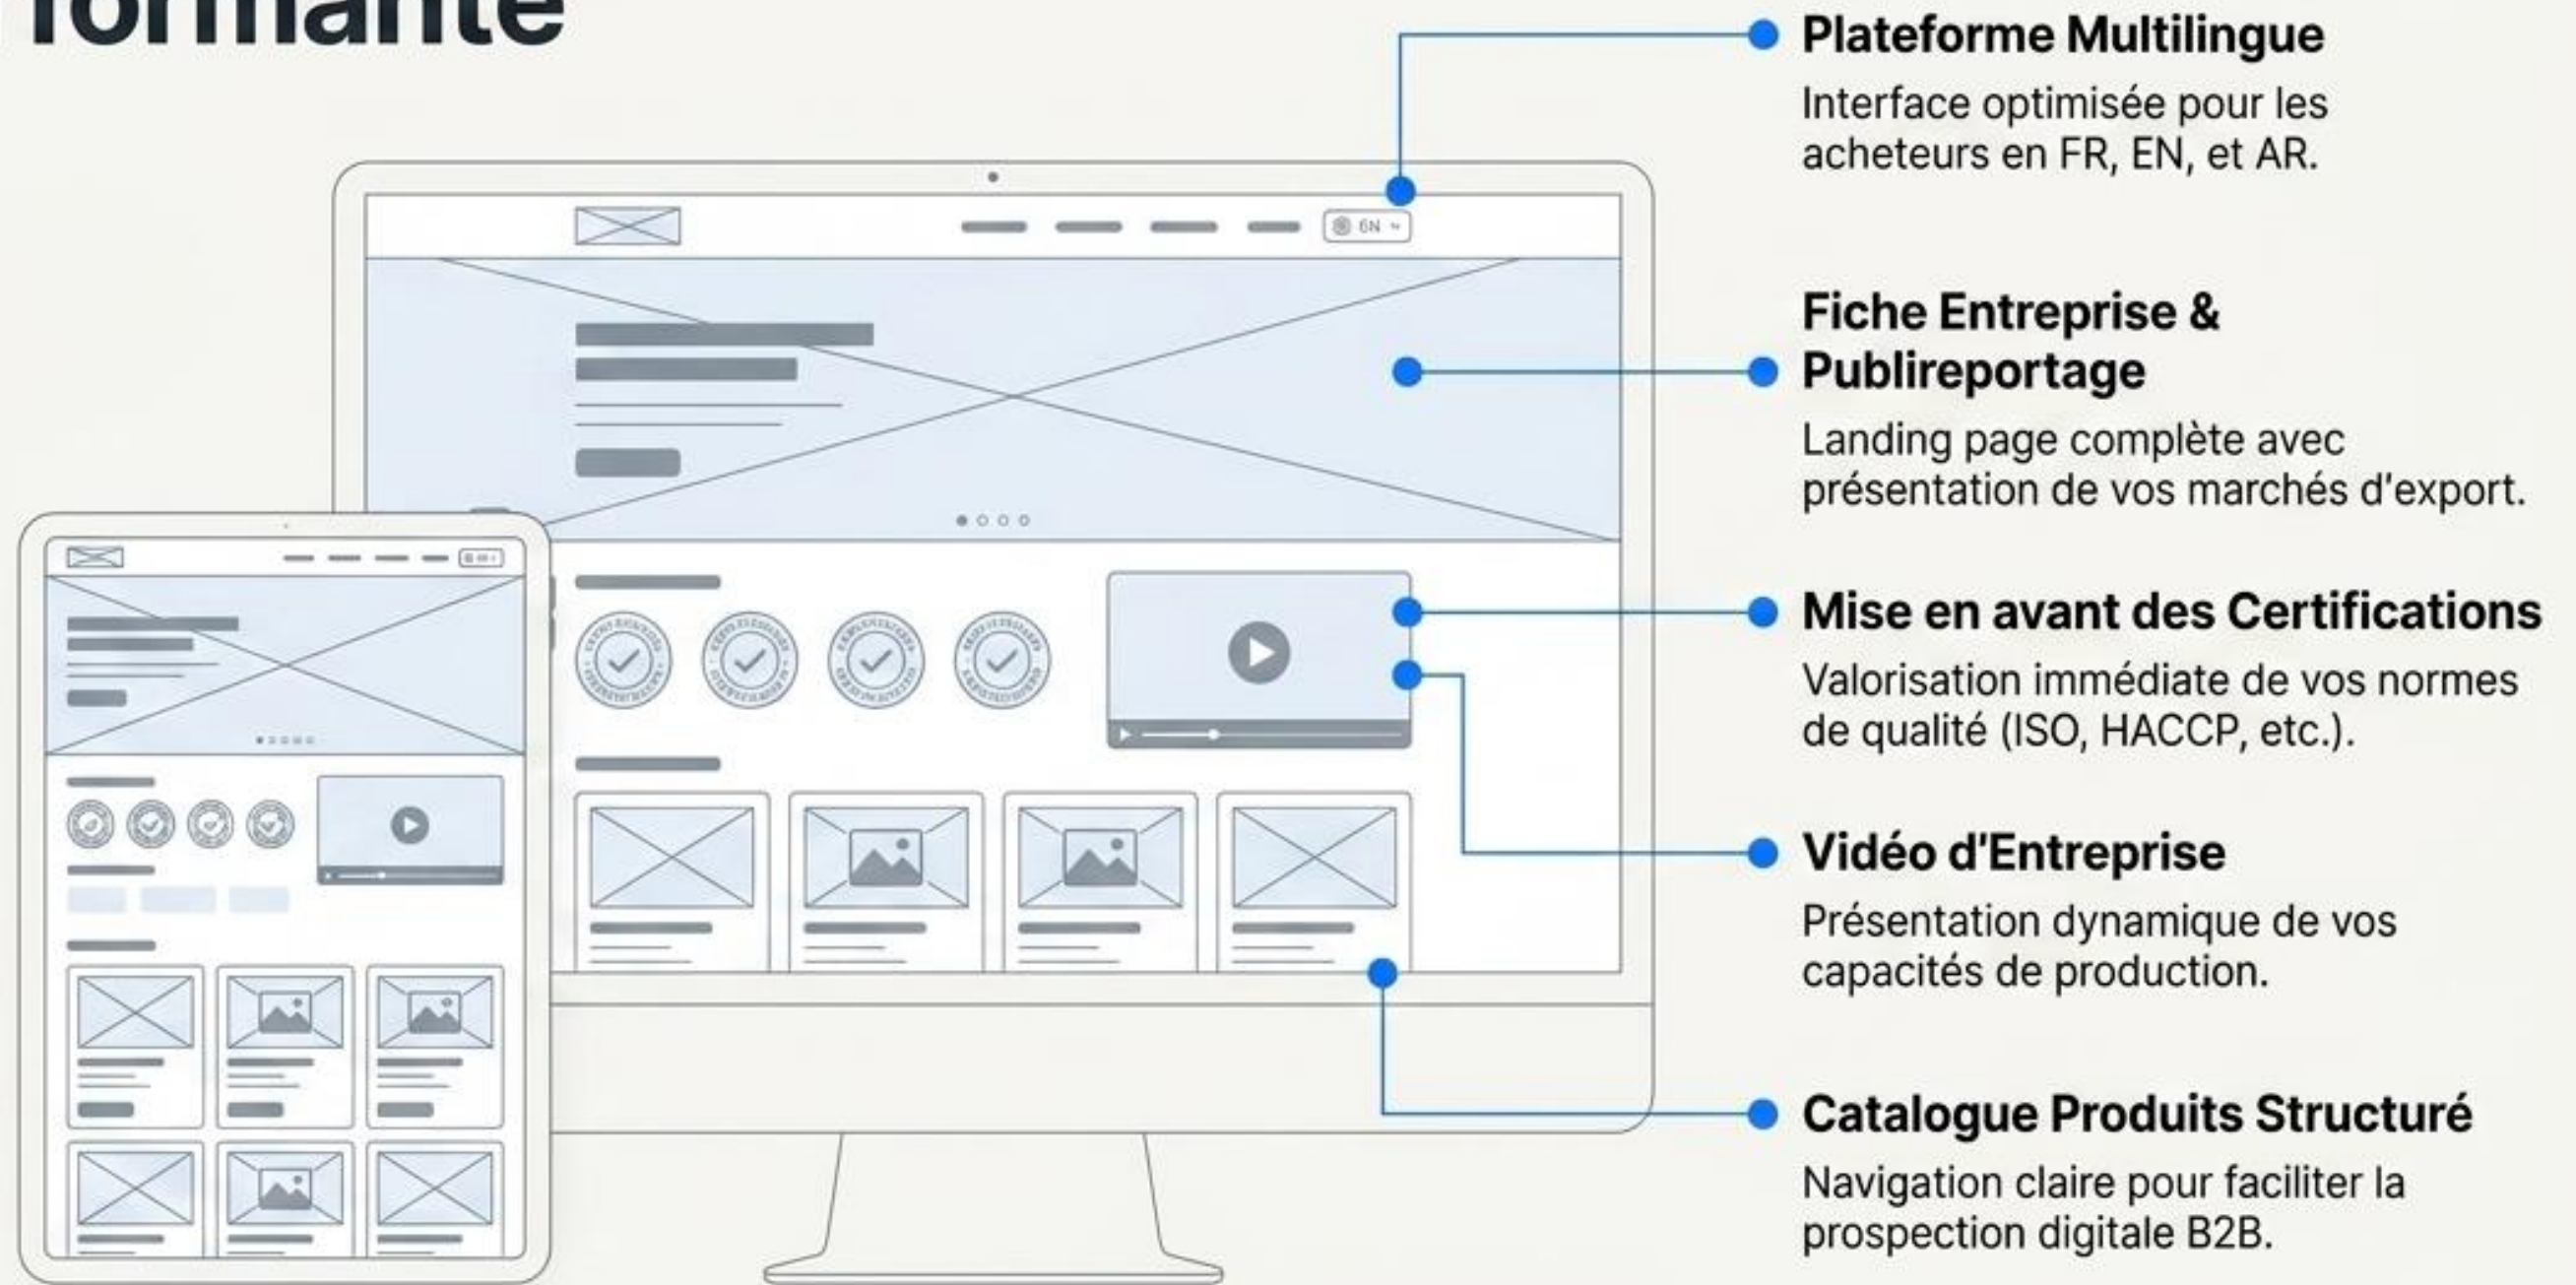 formante
Plateforme Multilingue
Interface optimisée pour les
acheteurs en FR, EN, et AR.
6N
Fiche Entreprise &
Publireportage
Landing page complète avec
présentation de vos marchés d'export.
Mise en avant des Certifications
Valorisation immédiate de vos normes
de qualité (ISO, HACCP, etc.).
Vidéo d'Entreprise
Présentation dynamique de vos
capacités de production.
Catalogue Produits Structuré
Navigation claire pour faciliter la
prospection digitale B2B.